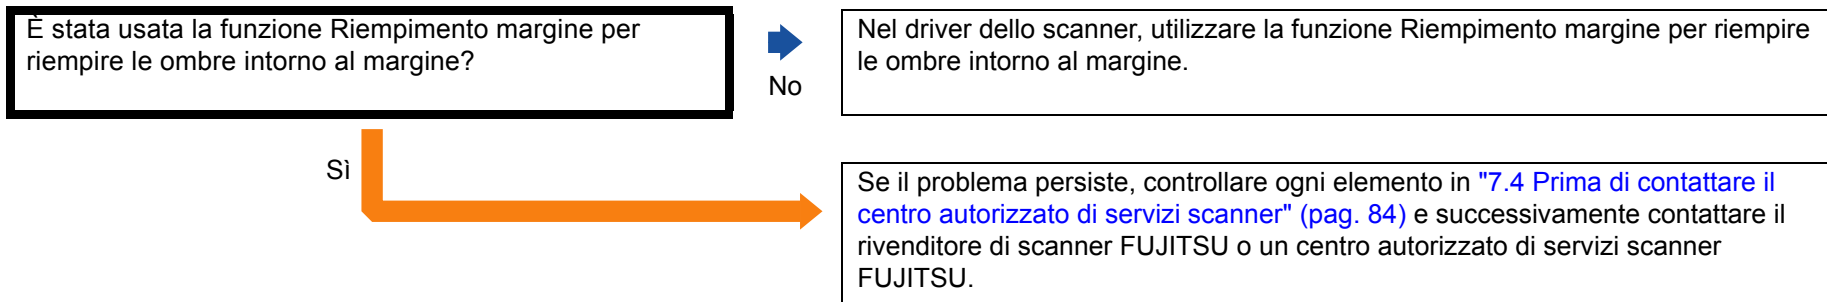 È stata usata la funzione Riempimento margine per
riempire le ombre intorno al margine?
No
Nel driver dello scanner, utilizzare la funzione Riempimento margine per riempire
le ombre intorno al margine.
Sì
Se il problema persiste, controllare ogni elemento in "7.4 Prima di contattare il
centro autorizzato di servizi scanner" (pag. 84) e successivamente contattare il
rivenditore di scanner FUJITSU o un centro autorizzato di servizi scanner
FUJITSU.